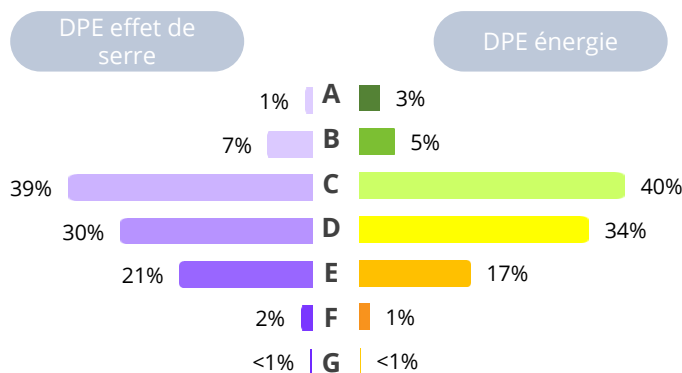 DPE effet de
serre
DPE énergie
1% A 3%
7% B 5%
39% C 40%
30% D 34%
21% E 17%
2% F 1%
<1% G <1%